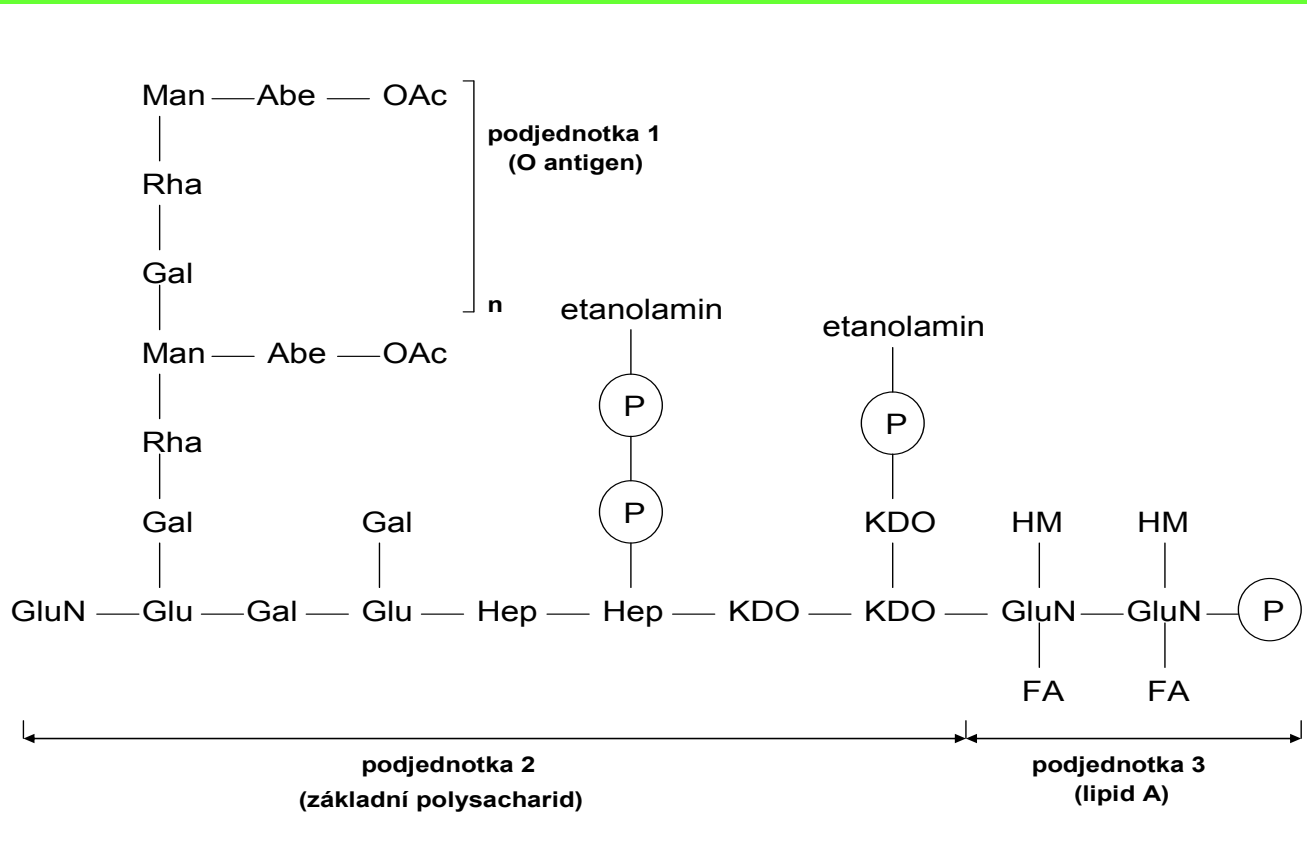 Man Abe OAc
podjednotka 1
(O antigen)
Rha
Gal
n
etanolamin
etanolamin
Man Abe OAc
P
P
Rha
P
Gal Gal KDO HM HM
GluN Glu Gal Glu Hep Hep KDO KDO GluN GluN P
FA FA
podjednotka 2
(základní polysacharid)
podjednotka 3
(lipid A)